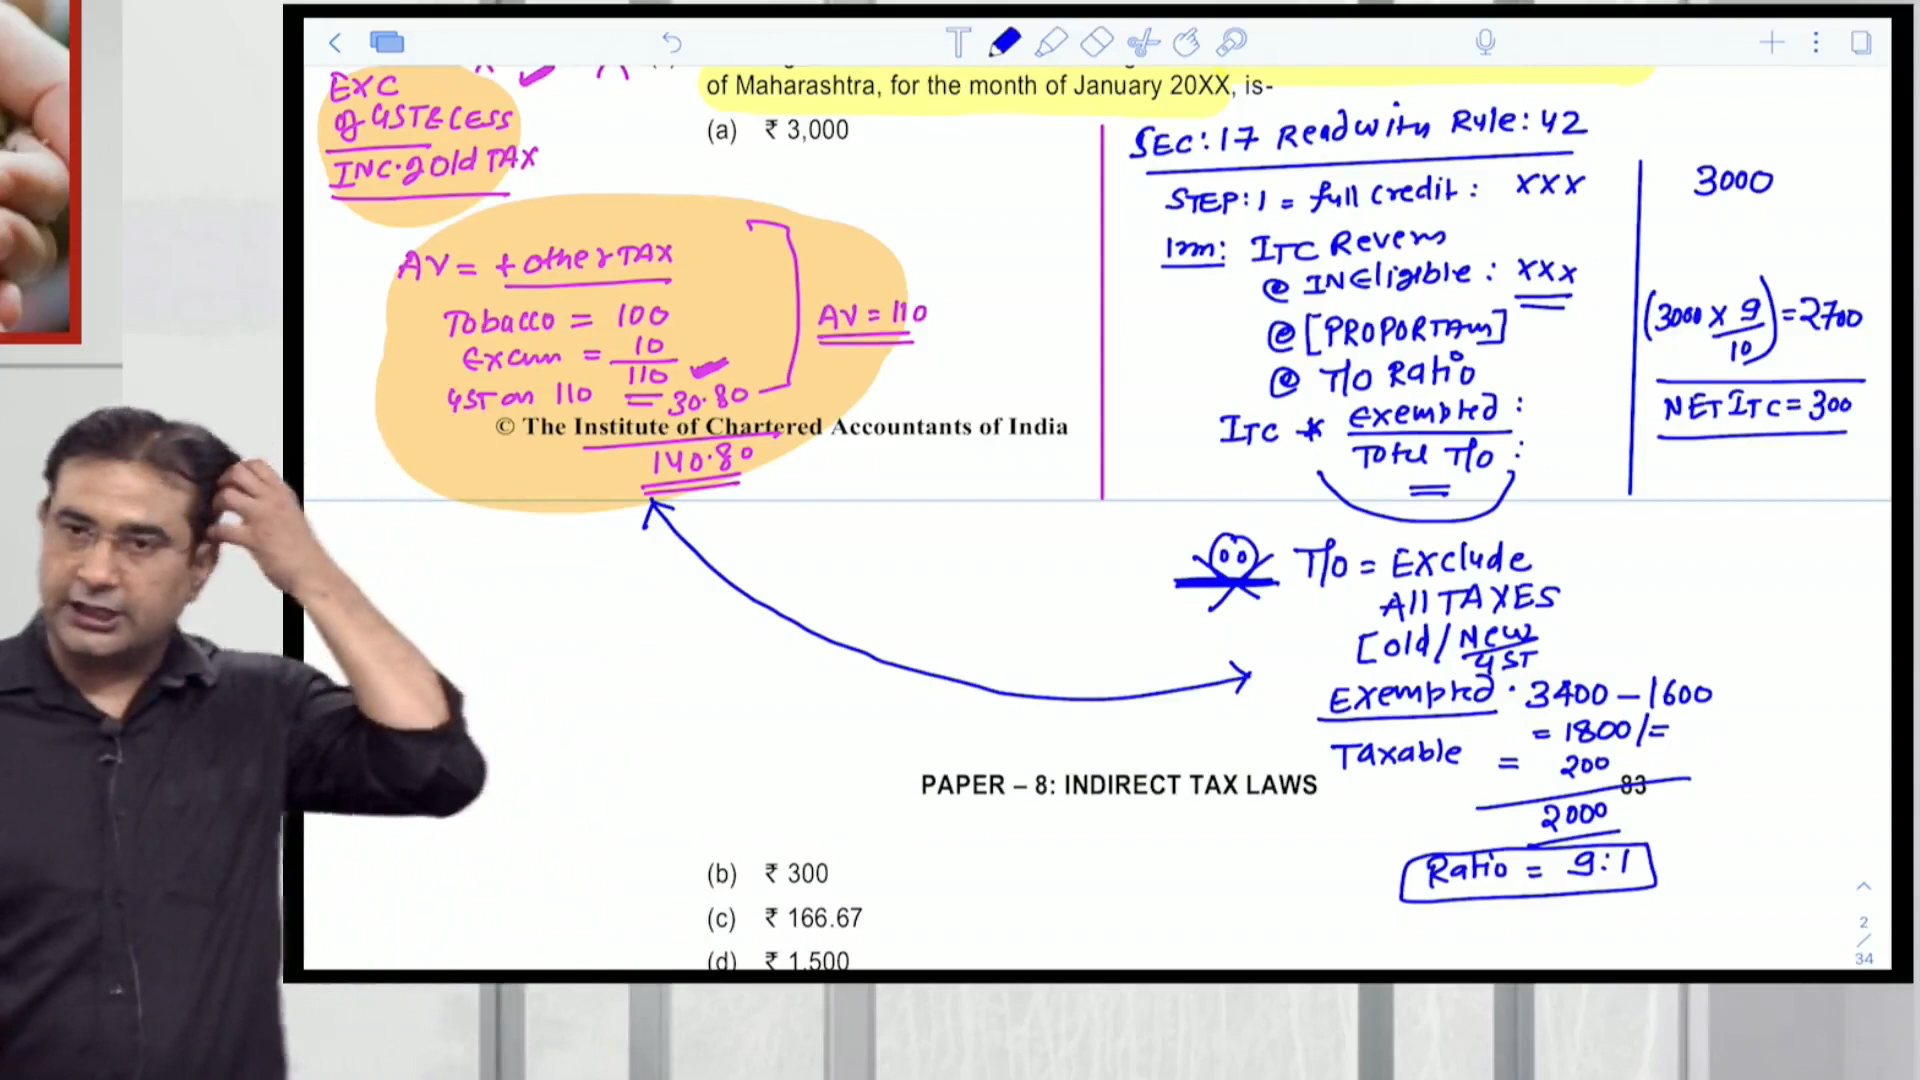 of Maharashtra, for the month of January 20XX, is-
(a) ₹ 3,000
EXC
of GST & CESS
INC. of Old TAX
AV = + other TAX
Tobacco = 100
Excum = 10
110
GST on 110 = 30.80
140.80
AV = 110
© The Institute of Chartered Accountants of India
SEC: 17 Read with Rule: 42
STEP: 1 = full Credit : XXX
ITC Revers
@ INEligible : XXX
@ T/O Ratio
ITC * exempted :
Total T/O :
3000
(3000 X 9/10) = 2700
NET ITC = 300
T/O = Exclude
All TAXES
[old / New
GST
Exempted . 3400 - 1600
= 1800/=
Taxable = 200
2000
Ratio = 9:1
PAPER – 8: INDIRECT TAX LAWS 83
(b) ₹ 300
(c) ₹ 166.67
(d) ₹ 1,500
2
/
34